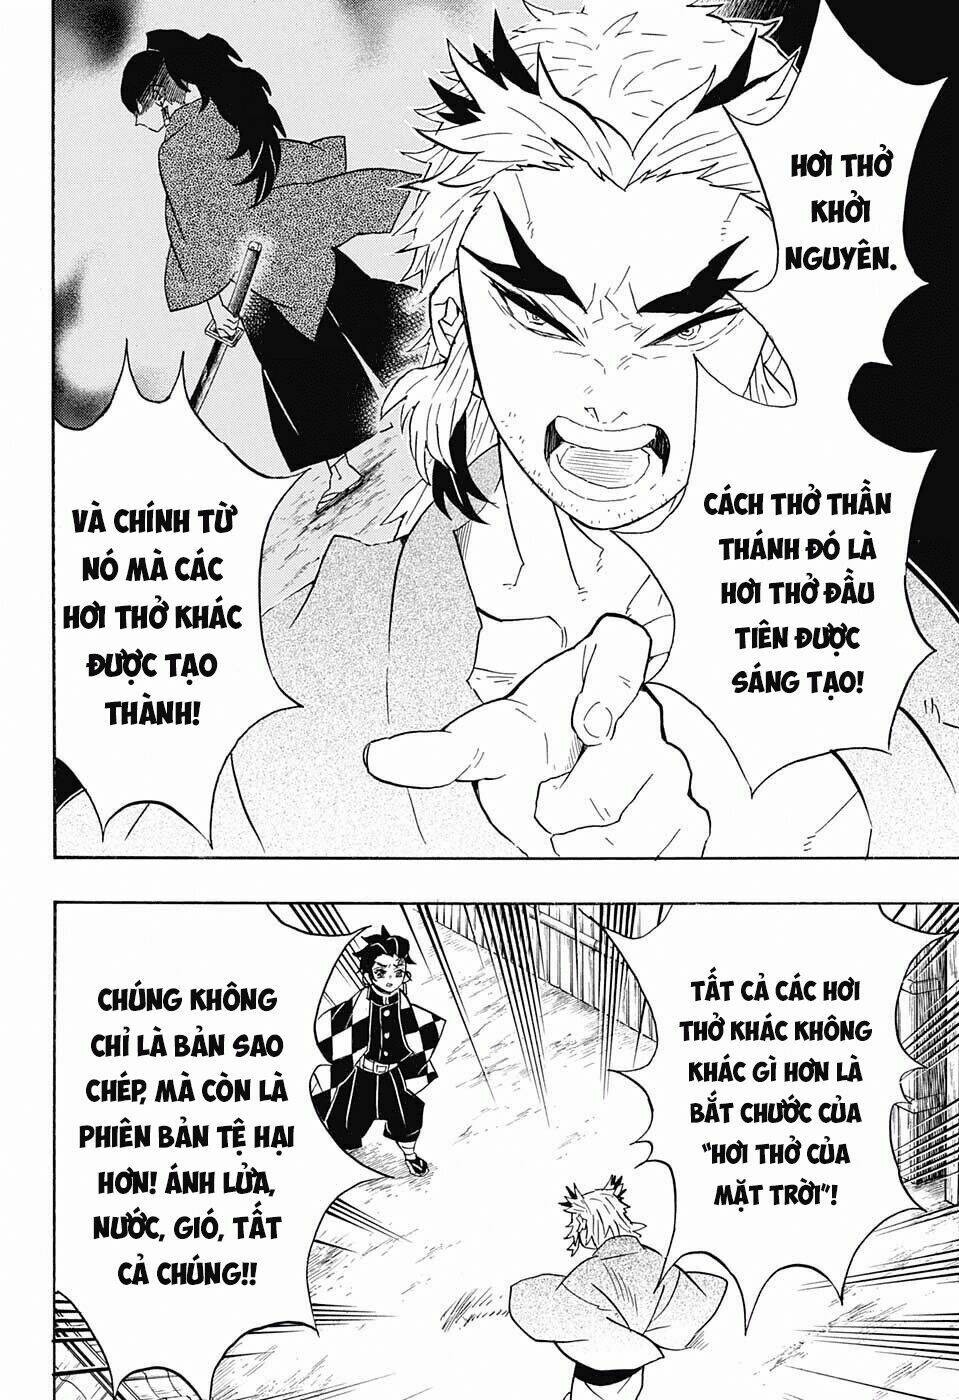 HƠI THỞ
KHỞI
NGUYÊN.
CÁCH THỞ THẦN
THÁNH ĐÓ LÀ
HƠI THỞ ĐẦU
TIÊN ĐƯỢC
SÁNG TẠO!
VÀ CHÍNH TỪ
NÓ MÀ CÁC
HƠI THỞ KHÁC
ĐƯỢC TẠO
THÀNH!
TẤT CẢ CÁC HƠI
THỞ KHÁC KHÔNG
KHÁC GÌ HƠN LÀ
BẮT CHƯỚC CỦA
"HƠI THỞ CỦA
MẶT TRỜI"!
CHÚNG KHÔNG
CHỈ LÀ BẢN SAO
CHÉP, MÀ CÒN LÀ
PHIÊN BẢN TỆ HẠI
HƠN! ÁNH LỬA,
NƯỚC, GIÓ, TẤT
CẢ CHÚNG!!